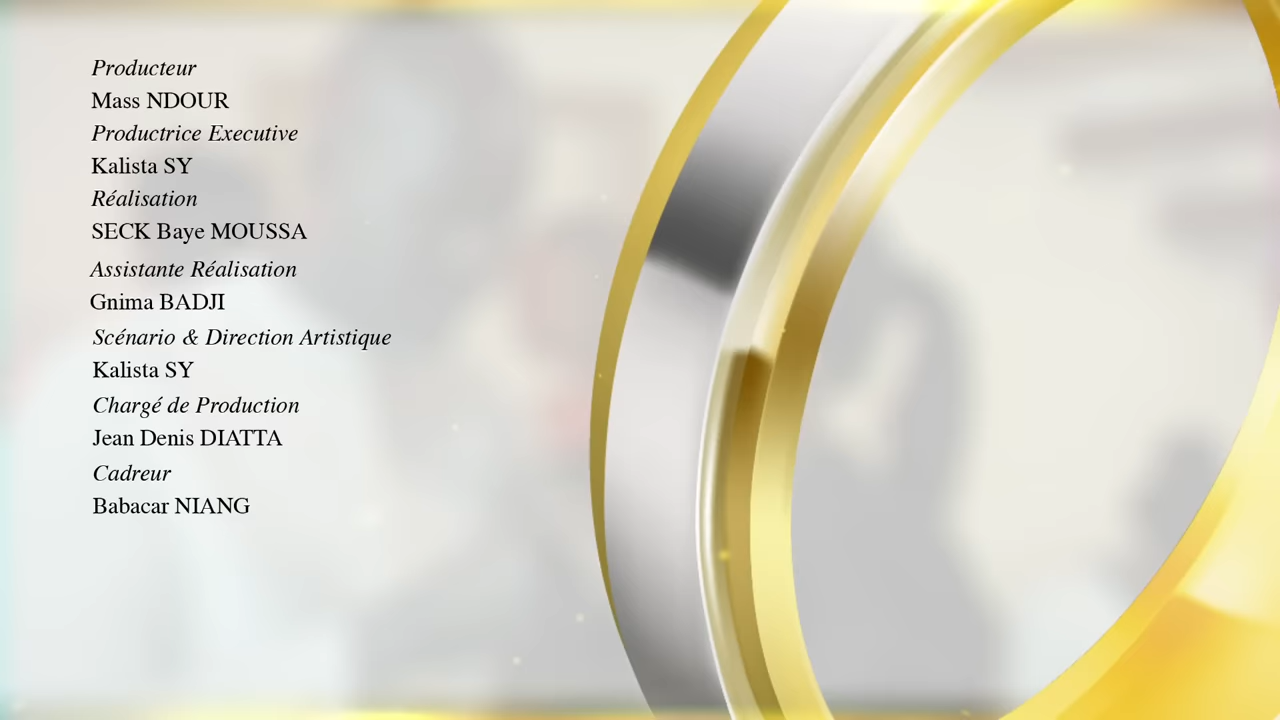 Producteur
Mass NDOUR
Productrice Executive
Kalista SY
Réalisation
SECK Baye MOUSSA
Assistante Réalisation
Gnima BADJI
Scénario & Direction Artistique
Kalista SY
Chargé de Production
Jean Denis DIATTA
Cadreur
Babacar NIANG